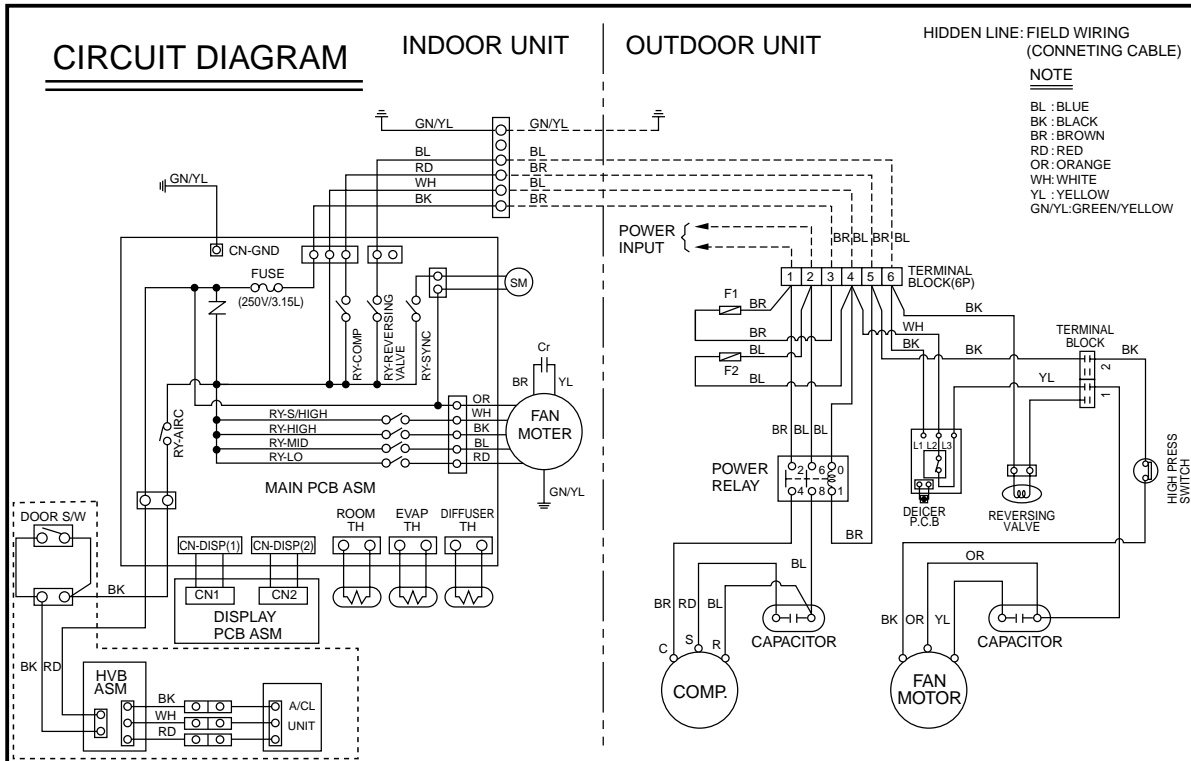 CIRCUIT DIAGRAM
INDOOR UNIT
OUTDOOR UNIT
HIDDEN LINE: FIELD WIRING
(CONNETING CABLE)
NOTE
BL : BLUE
BK : BLACK
BR : BROWN
RD : RED
OR : ORANGE
WH: WHITE
YL : YELLOW
GN/YL:GREEN/YELLOW
GN/YL GN/YL
BL BL
RD BR
WH BL
BK BR
GN/YL
CN-GND
FUSE
(250V/3.15L)
RY-COMP
RY-REVERSING
VALVE
RY-SYNC
SM
Cr
BR YL
RY-AIRC
RY-S/HIGH
RY-HIGH
RY-MID
RY-LO
OR
WH
BK
BL
RD
FAN
MOTER
GN/YL
MAIN PCB ASM
ROOM
TH
EVAP
TH
DIFFUSER
TH
CN-DISP(1) CN-DISP(2)
CN1 CN2
DISPLAY
PCB ASM
DOOR S/W
BK
BK RD
HVB
ASM
BK
WH
RD
A/CL
UNIT
POWER
INPUT
BR BL BR BL
1 2 3 4 5 6
TERMINAL
BLOCK(6P)
F1
BR
BR
BL
F2
BL
WH
BK
BK
BK
YL
TERMINAL
BLOCK
2
1
BK
HIGH PRESS
SWITCH
BR BL BL
POWER
RELAY
2 6 0
4 8 1
BR
BL
L1 L2 L3
DEICER
P.C.B
REVERSING
VALVE
BR RD BL
C S R
COMP.
CAPACITOR
OR
BK OR YL
FAN
MOTOR
CAPACITOR